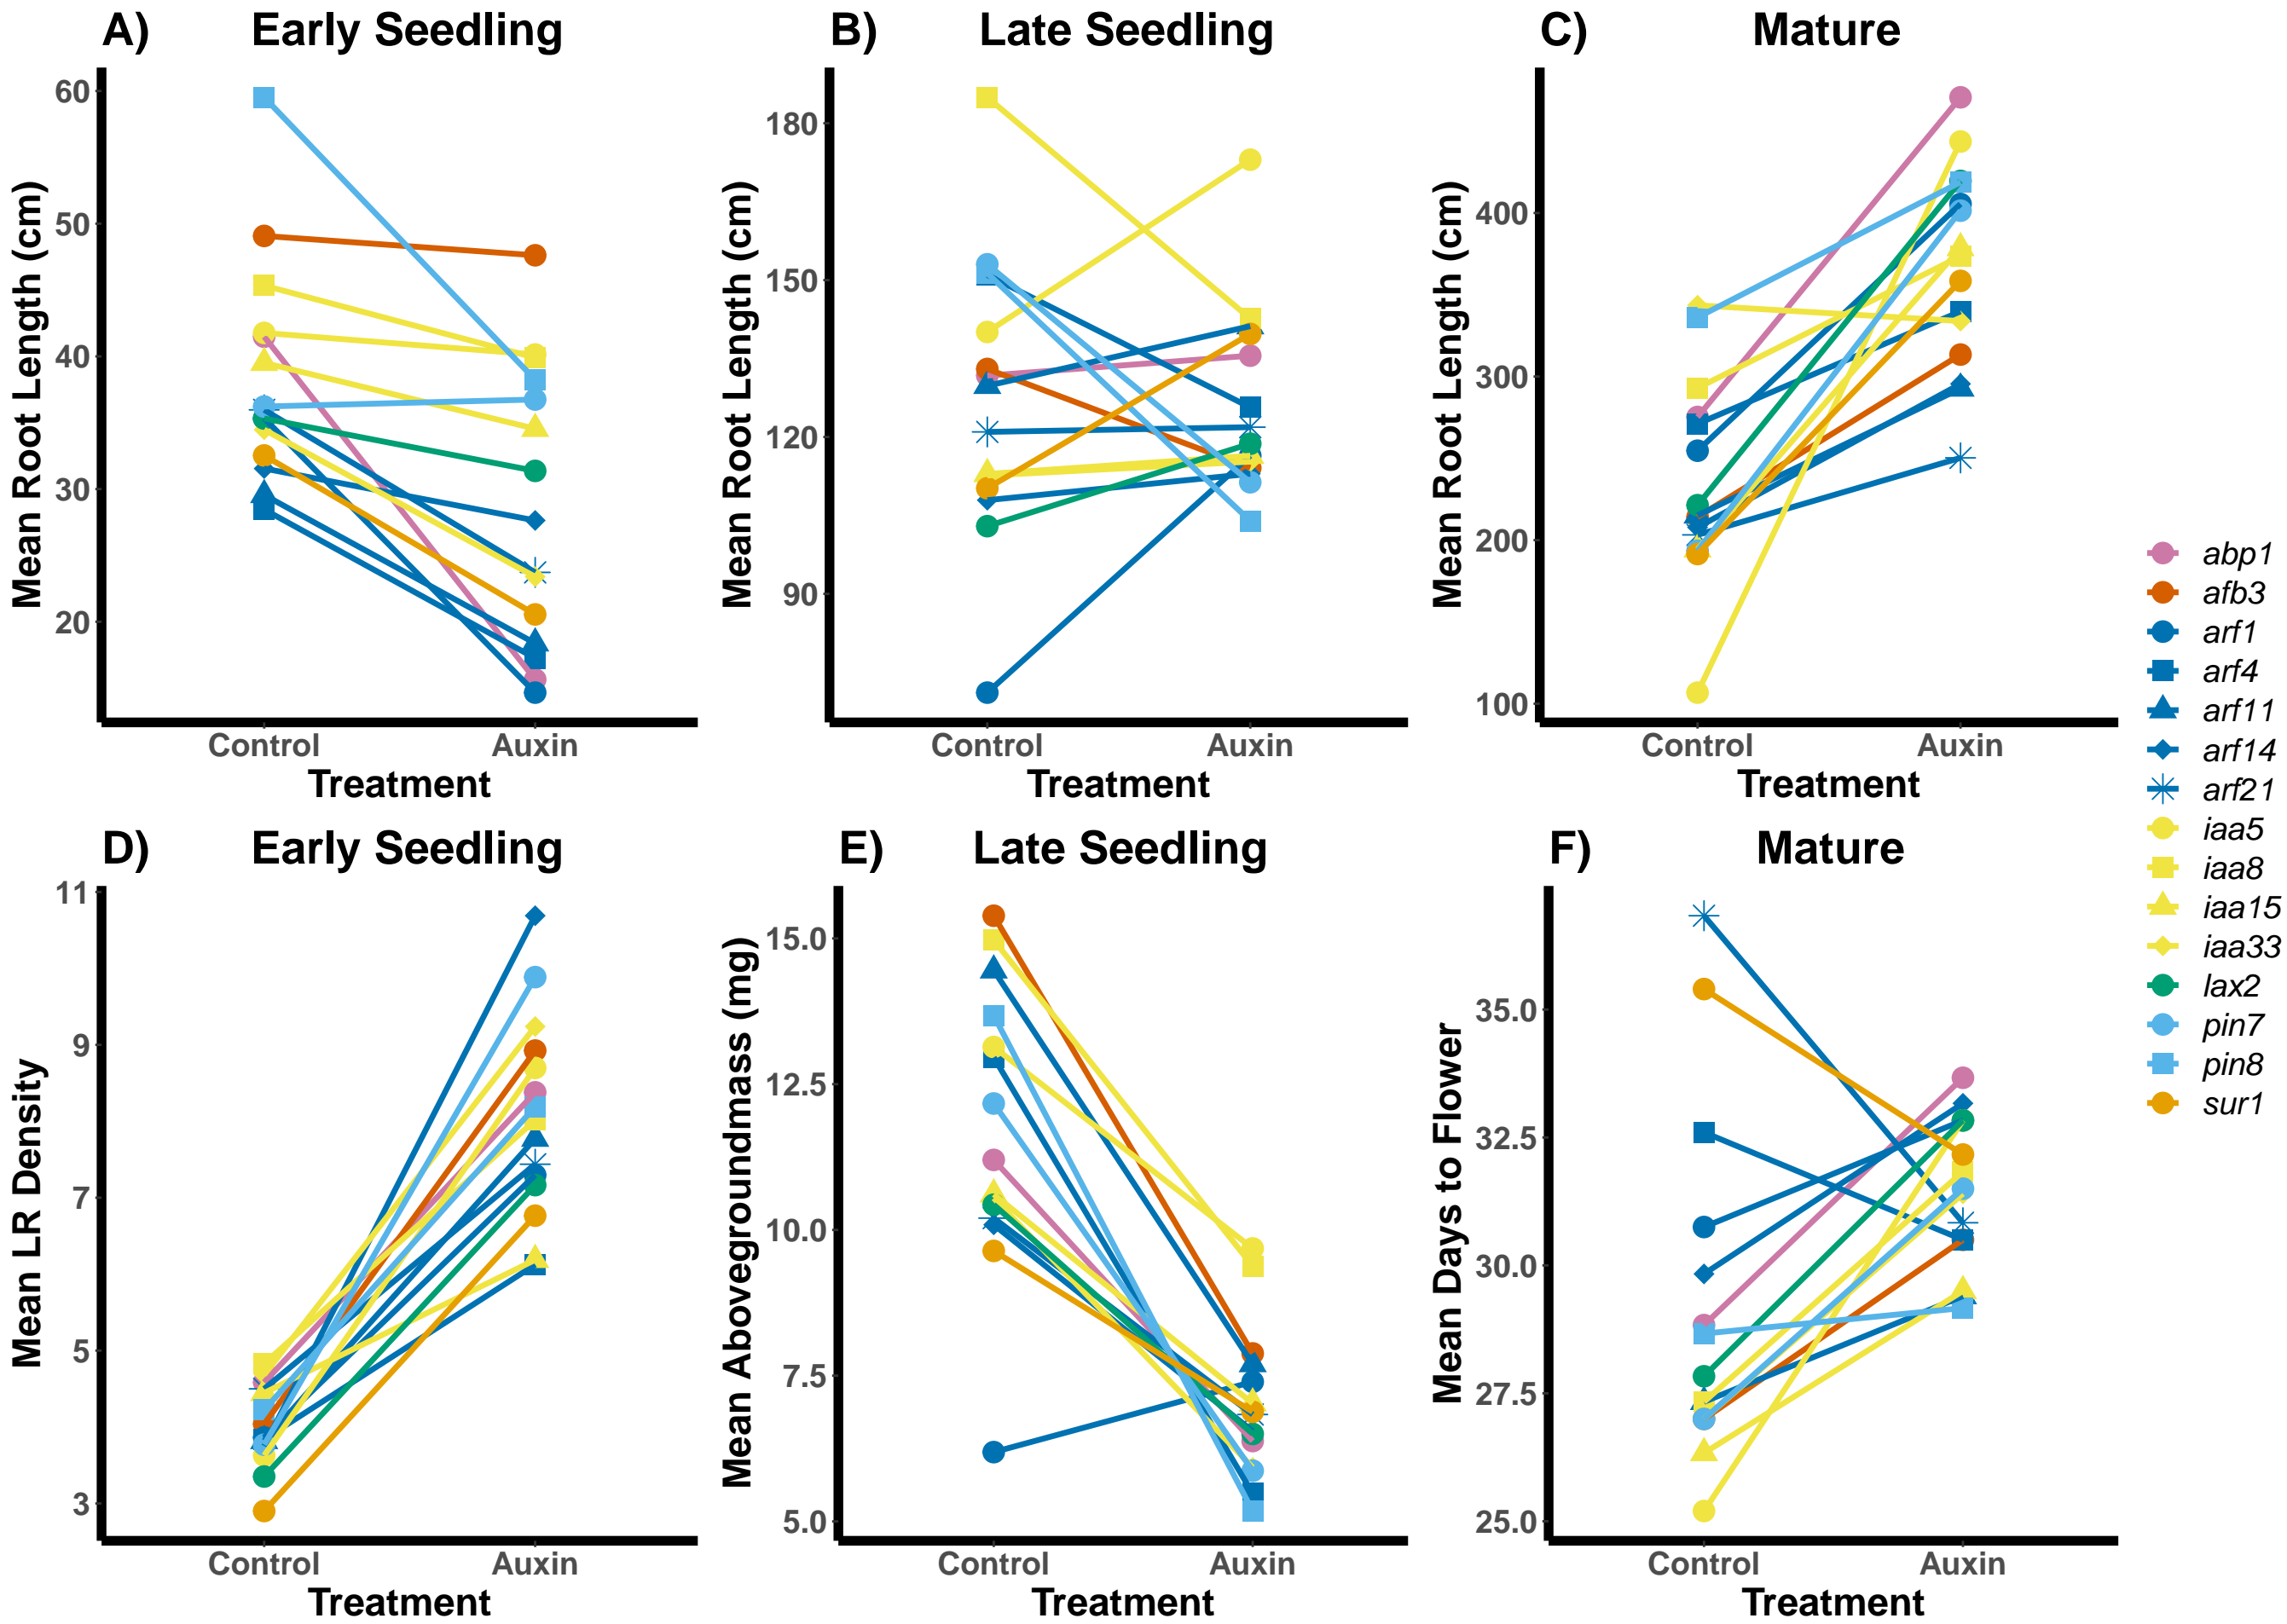 A) Early Seedling
Mean Root Length (cm)
60
50
40
30
20
Control Auxin
Treatment
B) Late Seedling
Mean Root Length (cm)
180
150
120
90
Control Auxin
Treatment
C) Mature
Mean Root Length (cm)
400
300
200
100
Control Auxin
Treatment
D) Early Seedling
Mean LR Density
11
9
7
5
3
Control Auxin
Treatment
E) Late Seedling
Mean Abovegroundmass (mg)
15.0
12.5
10.0
7.5
5.0
Control Auxin
Treatment
F) Mature
Mean Days to Flower
35.0
32.5
30.0
27.5
25.0
Control Auxin
Treatment
abp1
afb3
arf1
arf4
arf11
arf14
arf21
iaa5
iaa8
iaa15
iaa33
lax2
pin7
pin8
sur1